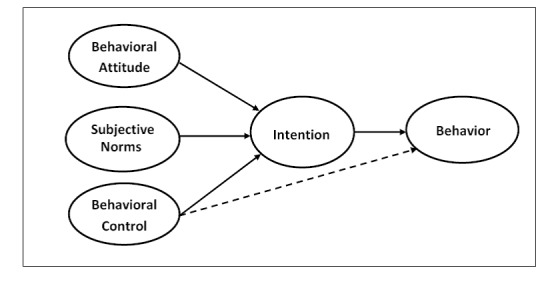 Behavioral
Attitude
Subjective
Norms
Behavioral
Control
Intention
Behavior